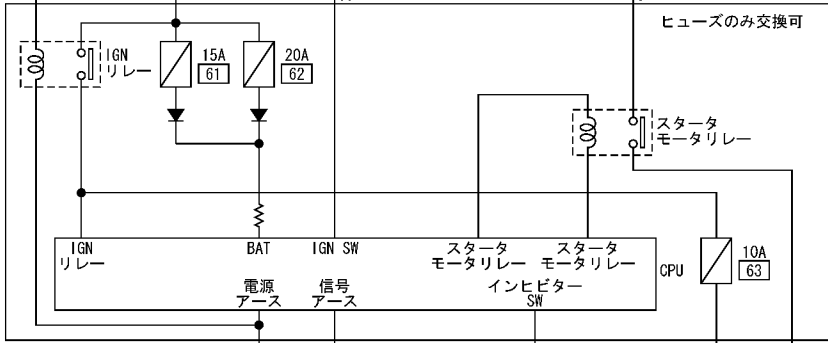 ヒューズのみ交換可
IGN
リレー
15A
61
20A
62
スタータ
モータリレー
IGN
リレー
BAT
IGN SW
スタータ
モータリレー
スタータ
モータリレー
CPU
10A
63
電源
アース
信号
アース
インヒビター
SW